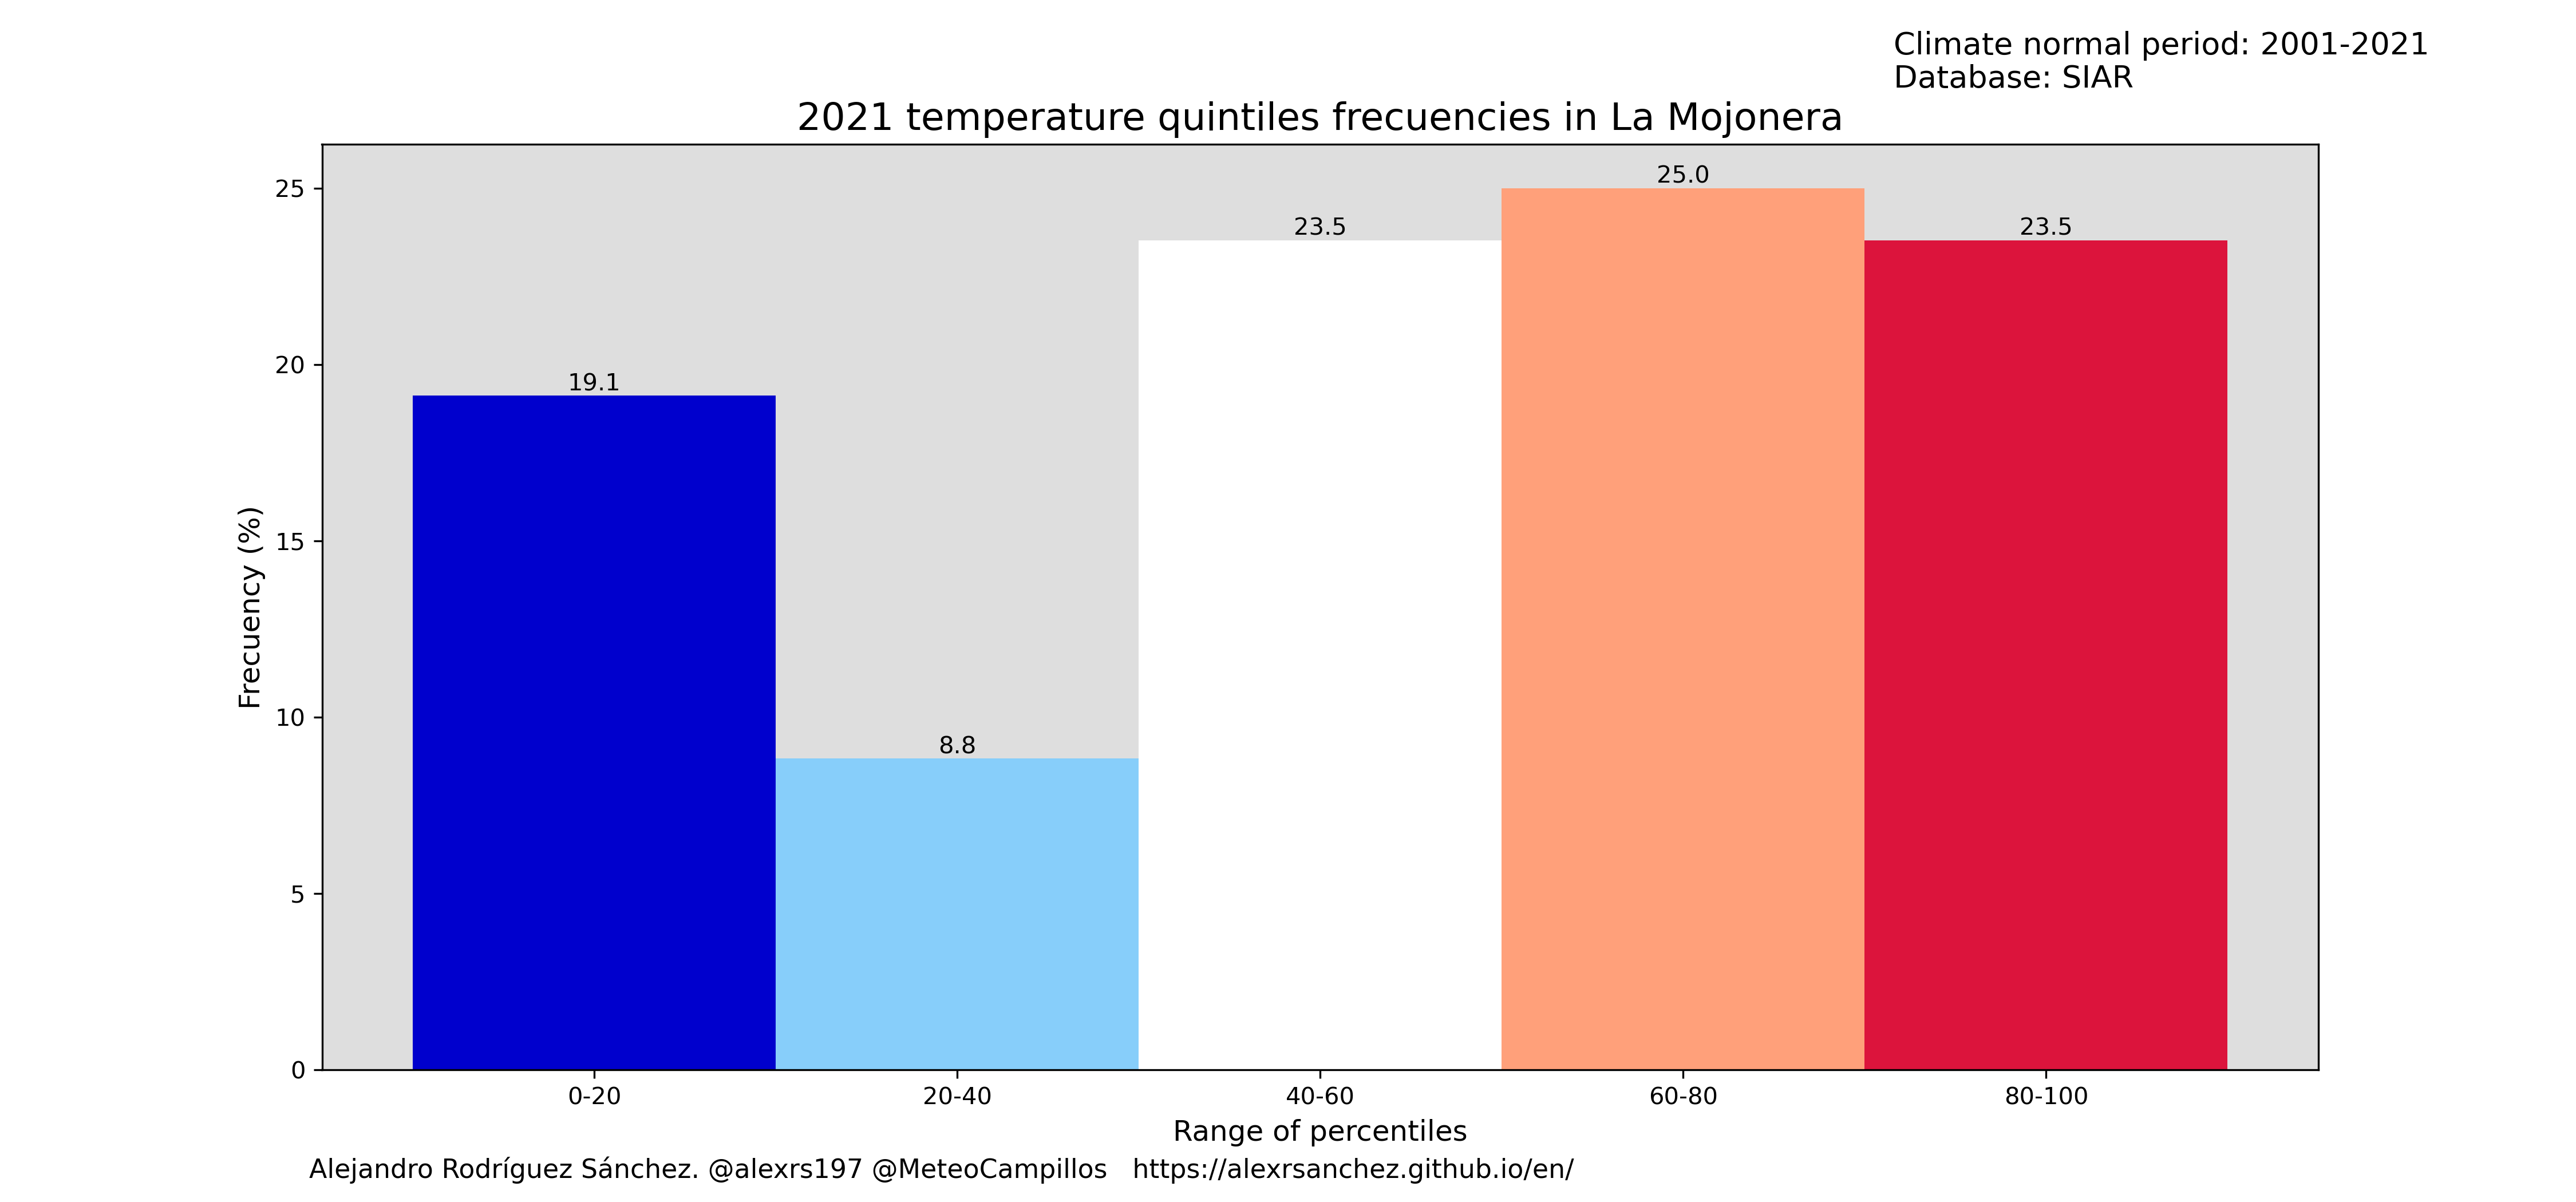 Climate normal period: 2001-2021
Database: SIAR
2021 temperature quintiles frecuencies in La Mojonera
25
20
15
10
5
0
Frecuency (%)
19.1
8.8
23.5
25.0
23.5
0-20
20-40
40-60
60-80
80-100
Range of percentiles
Alejandro Rodríguez Sánchez. @alexrs197 @MeteoCampillos https://alexrsanchez.github.io/en/